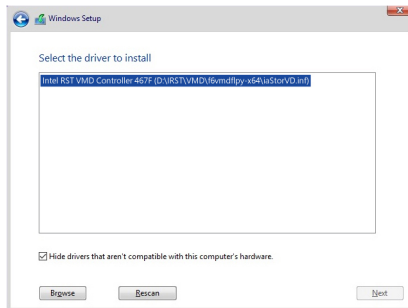 Windows Setup
Select the driver to install
Intel RST VMD Controller 467F (D:\IRST\VMD\f6vmdflpy-x64\iaStorVD.inf)
Hide drivers that aren't compatible with this computer's hardware.
Browse Rescan Next